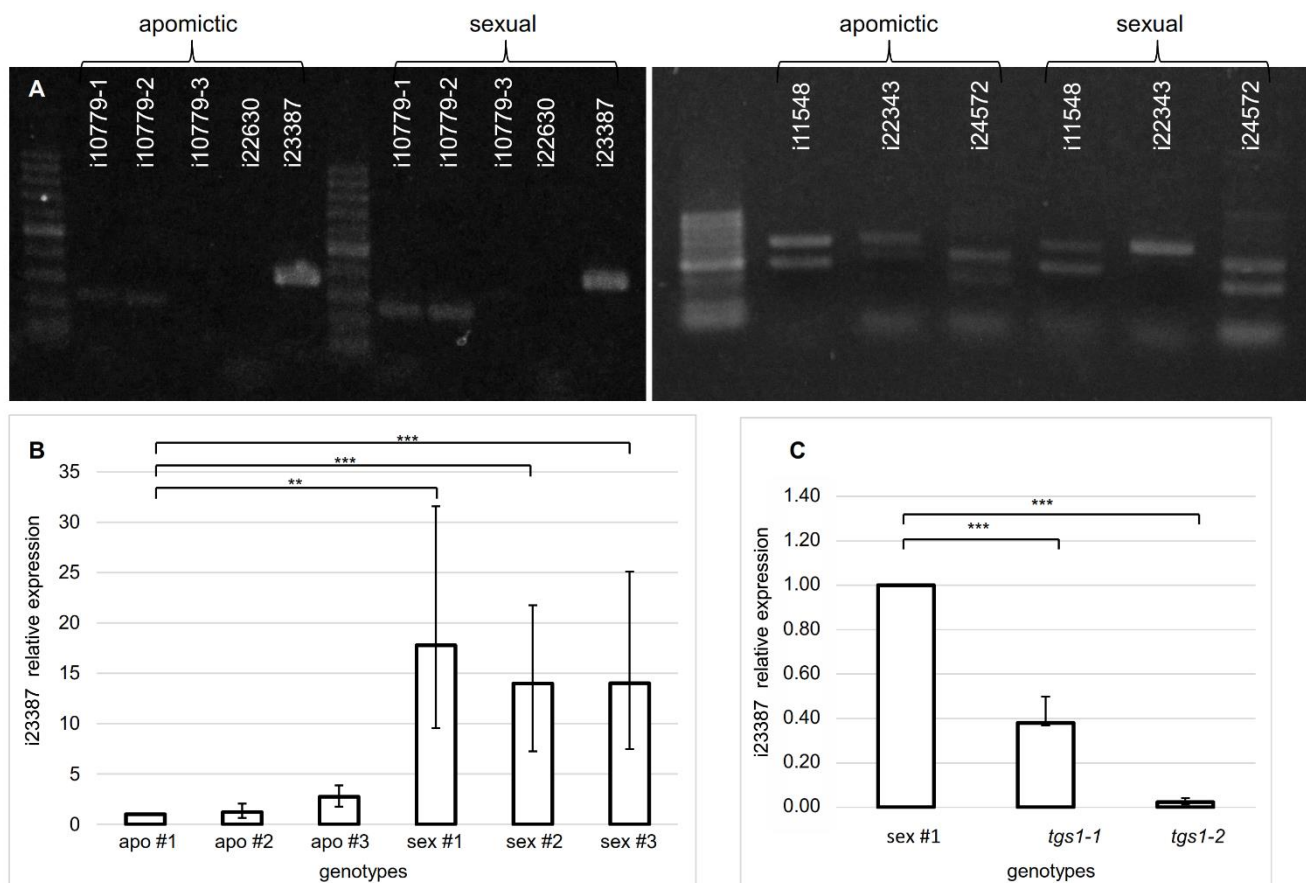 apomictic
sexual
apomictic
sexual
A
i10779-1
i10779-2
i10779-3
i22630
i23387
i10779-1
i10779-2
i10779-3
i22630
i23387
i11548
i22343
i24572
i11548
i22343
i24572
B
***
***
**
35
30
25
20
15
10
5
0
i23387 relative expression
apo #1
apo #2
apo #3
sex #1
sex #2
sex #3
genotypes
C
***
***
1.40
1.20
1.00
0.80
0.60
0.40
0.20
0.00
i23387 relative expression
sex #1
tgs1-1
tgs1-2
genotypes